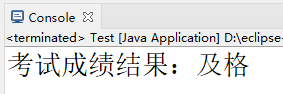 Console
<terminated> Test [Java Application] D:\eclipse-
考试成绩结果：及格